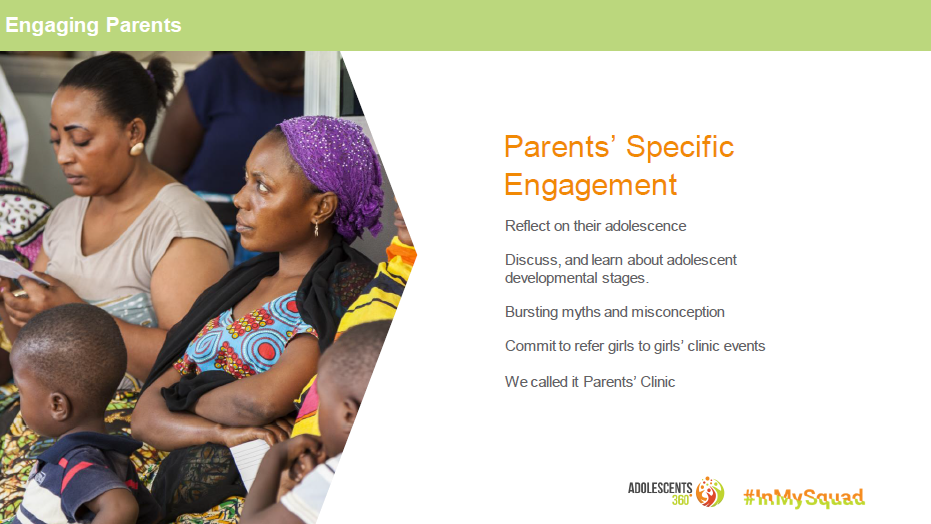 Engaging Parents
Parents’ Specific
Engagement
Reflect on their adolescence
Discuss, and learn about adolescent
developmental stages.
Bursting myths and misconception
Commit to refer girls to girls’ clinic events
We called it Parents’ Clinic
ADOLESCENTS
360°
#InMySquad